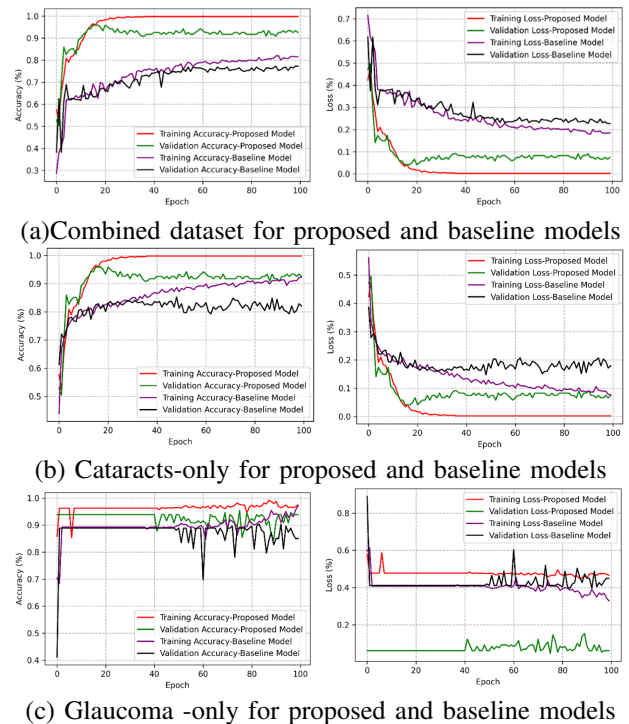 1.0
0.9
0.8
0.7
0.6
0.5
0.4
0.3
Accuracy (%)
Training Accuracy-Proposed Model
Validation Accuracy-Proposed Model
Training Accuracy-Baseline Model
Validation Accuracy-Baseline Model
0 20 40 60 80 100
Epoch
0.7
0.6
0.5
0.4
0.3
0.2
0.1
0.0
Loss (%)
Training Loss-Proposed Model
Validation Loss-Proposed Model
Training Loss-Baseline Model
Validation Loss-Baseline Model
0 20 40 60 80 100
Epoch
(a)Combined dataset for proposed and baseline models
1.0
0.9
0.8
0.7
0.6
0.5
Accuracy (%)
Training Accuracy-Proposed Model
Validation Accuracy-Proposed Model
Training Accuracy-Baseline Model
Validation Accuracy-Baseline Model
0 20 40 60 80 100
Epoch
0.5
0.4
0.3
0.2
0.1
0.0
Loss (%)
Training Loss-Proposed Model
Validation Loss-Proposed Model
Training Loss-Baseline Model
Validation Loss-Baseline Model
0 20 40 60 80 100
Epoch
(b) Cataracts-only for proposed and baseline models
1.0
0.9
0.8
0.7
0.6
0.5
0.4
Accuracy (%)
Training Accuracy-Proposed Model
Validation Accuracy-Proposed Model
Training Accuracy-Baseline Model
Validation Accuracy-Baseline Model
0 20 40 60 80 100
Epoch
0.8
0.6
0.4
0.2
Loss (%)
Training Loss-Proposed Model
Validation Loss-Proposed Model
Training Loss-Baseline Model
Validation Loss-Baseline Model
0 20 40 60 80 100
Epoch
(c) Glaucoma -only for proposed and baseline models